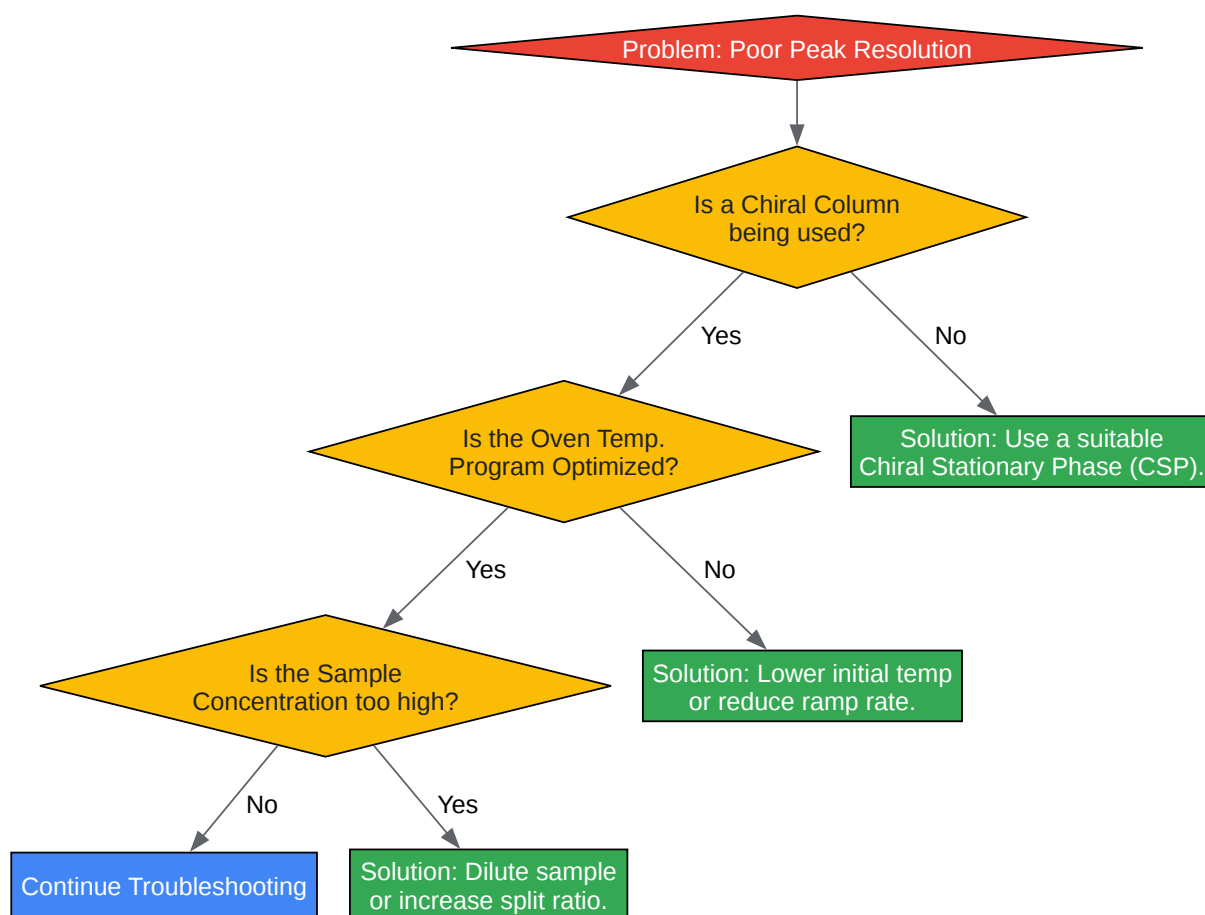 Problem: Poor Peak Resolution
Is a Chiral Column
being used?
Yes
No
Is the Oven Temp.
Program Optimized?
Solution: Use a suitable
Chiral Stationary Phase (CSP).
Yes
No
Is the Sample
Concentration too high?
Solution: Lower initial temp
or reduce ramp rate.
No
Yes
Continue Troubleshooting
Solution: Dilute sample
or increase split ratio.